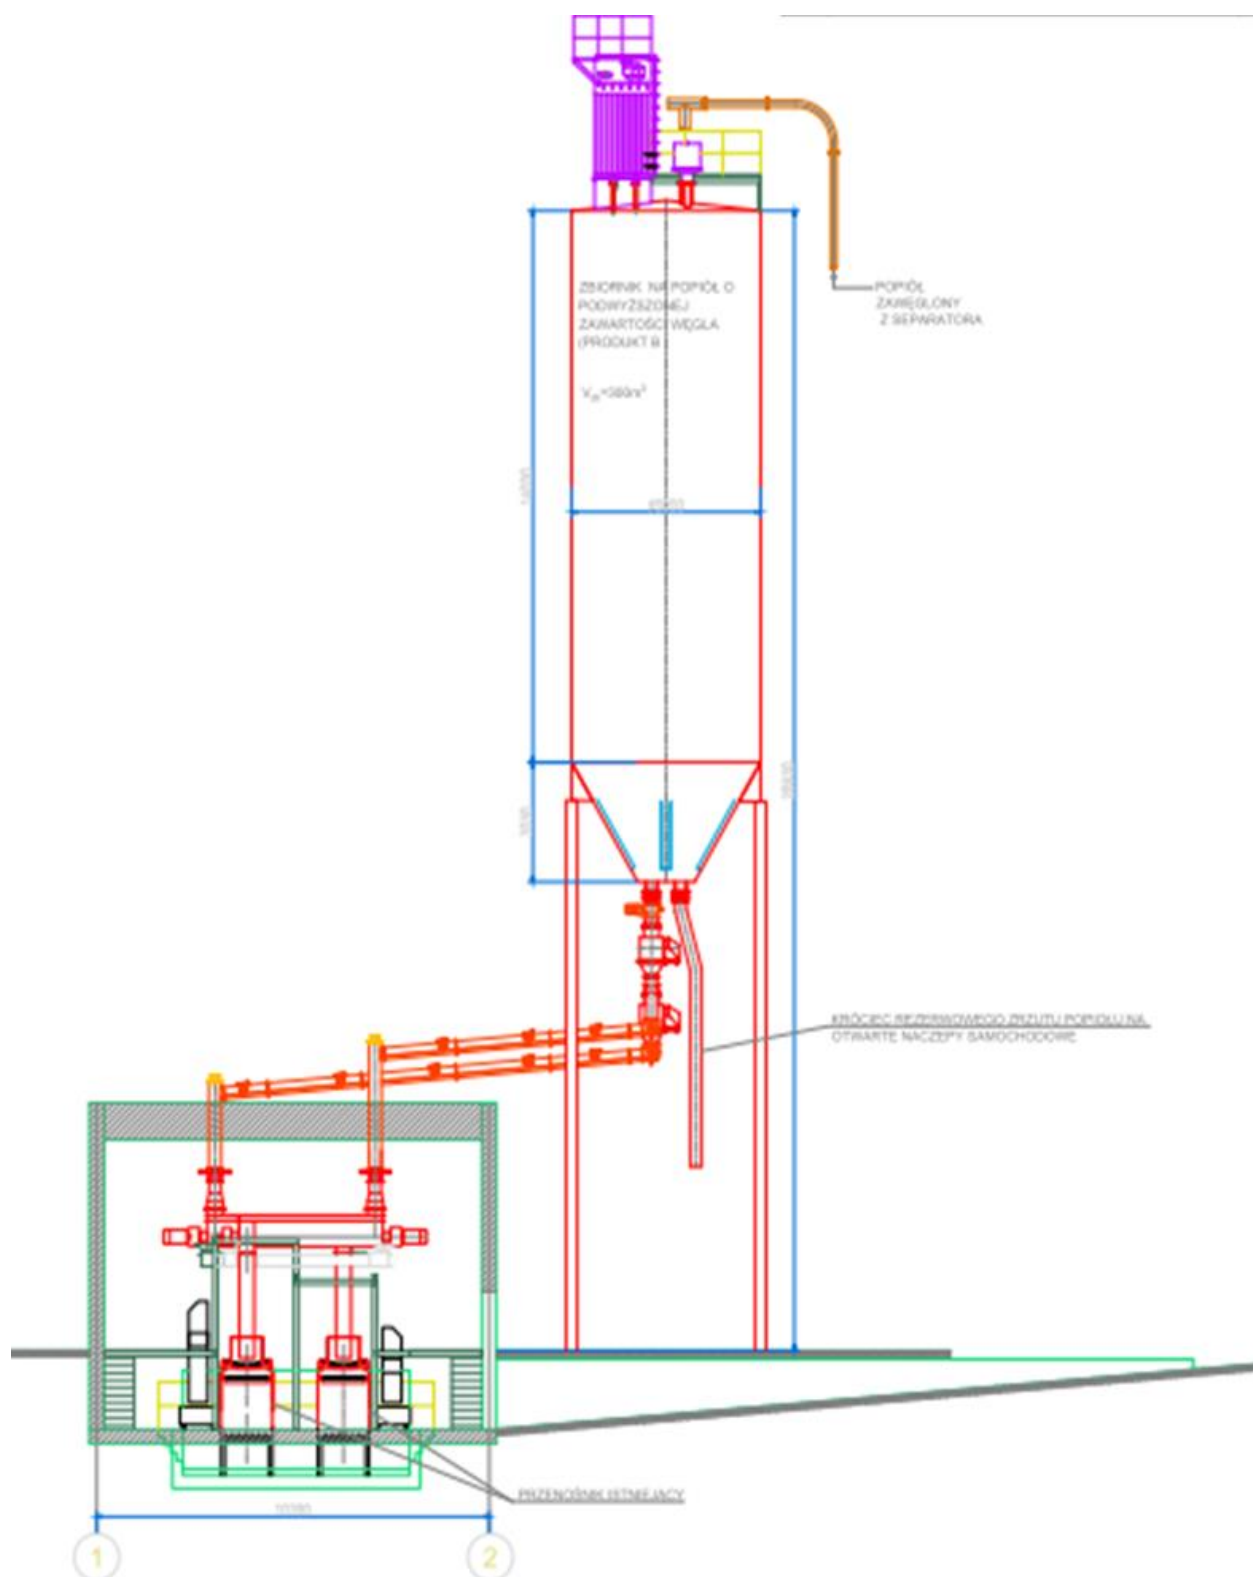 ZBIORNIK NA POPIÓŁ O
PODWYŻSZONEJ
ZAWARTOŚCI WĘGLA
(PRODUKT B
POPIÓŁ
ZAWĘGLONY
Z SEPARATORA
KRÓCIEC REZERWOWEGO ZRZUTU POPIOŁU NA
OTWARTE NACZEPY SAMOCHODOWE
PRZENOŚNIK ISTNIEJĄCY
1
2